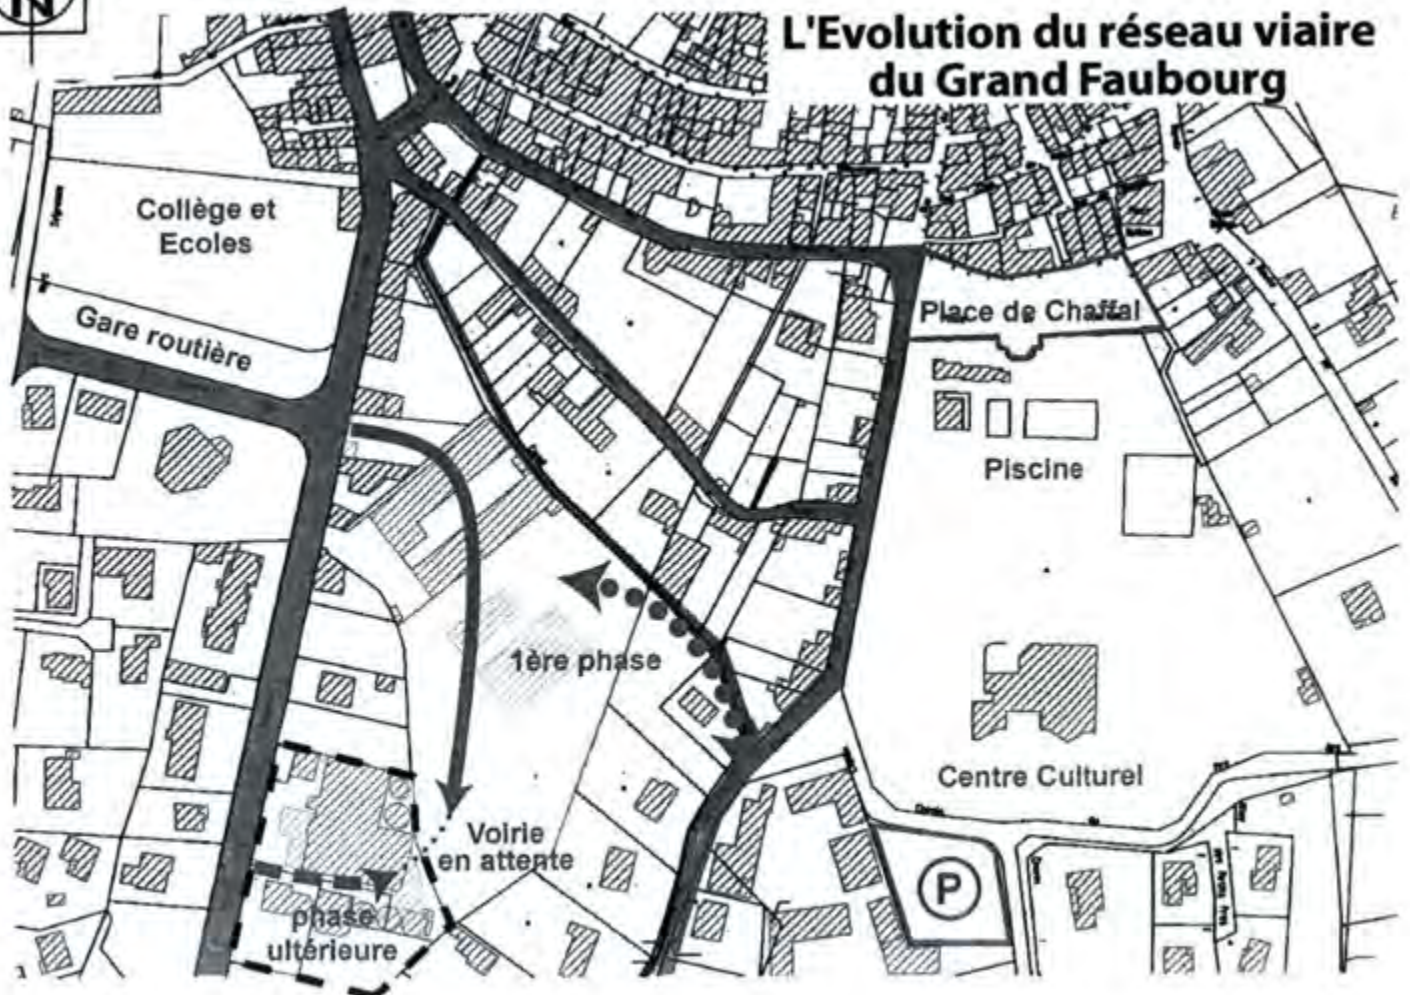 N
L'Evolution du réseau viaire
du Grand Faubourg
Collège et
Ecoles
Gare routière
Place de Chaffal
Piscine
1ère phase
Centre Culturel
Voirie
en attente
P
phase
ultérieure